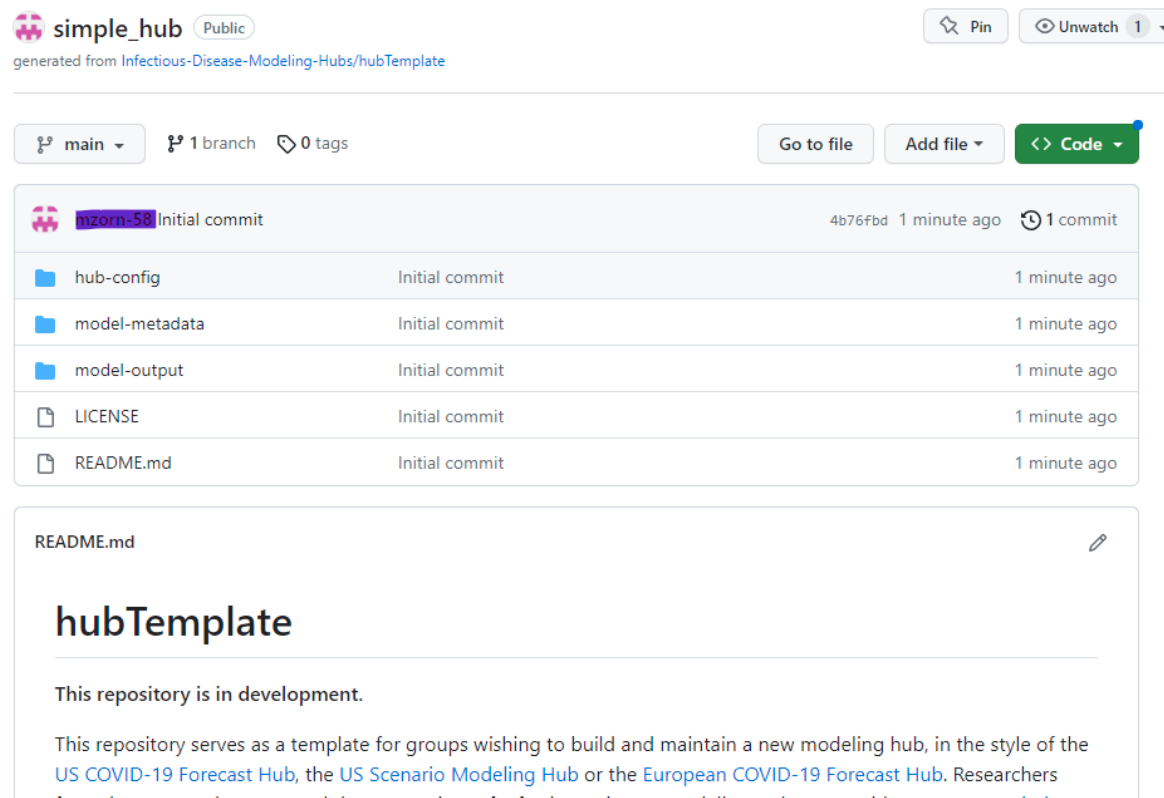 simple_hub Public Pin Unwatch 1
generated from Infectious-Disease-Modeling-Hubs/hubTemplate
main 1 branch 0 tags Go to file Add file <> Code
mzorn-58 Initial commit 4b76fbd 1 minute ago 1 commit
hub-config Initial commit 1 minute ago
model-metadata Initial commit 1 minute ago
model-output Initial commit 1 minute ago
LICENSE Initial commit 1 minute ago
README.md Initial commit 1 minute ago
README.md
hubTemplate
This repository is in development.
This repository serves as a template for groups wishing to build and maintain a new modeling hub, in the style of the
US COVID-19 Forecast Hub, the US Scenario Modeling Hub or the European COVID-19 Forecast Hub. Researchers